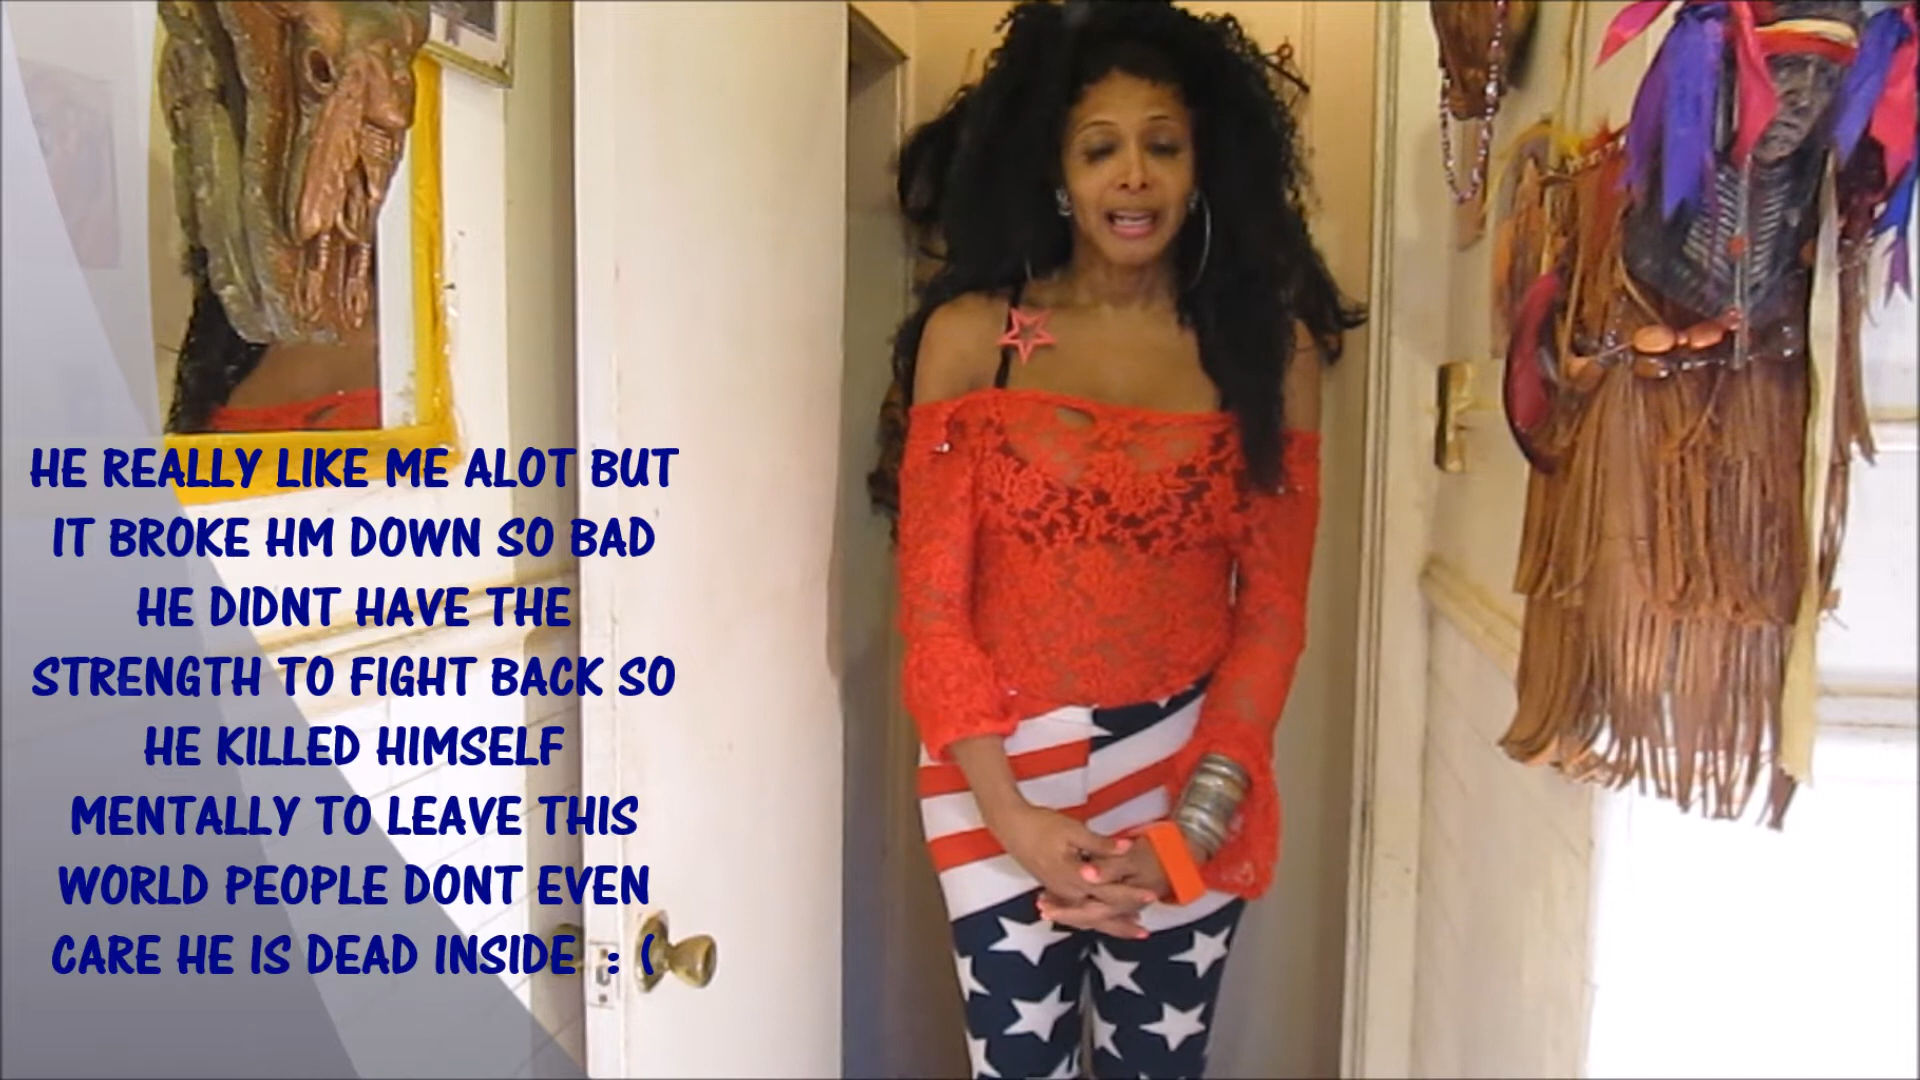 HE REALLY LIKE ME ALOT BUT
IT BROKE HM DOWN SO BAD
HE DIDNT HAVE THE
STRENGTH TO FIGHT BACK SO
HE KILLED HIMSELF
MENTALLY TO LEAVE THIS
WORLD PEOPLE DONT EVEN
CARE HE IS DEAD INSIDE : (